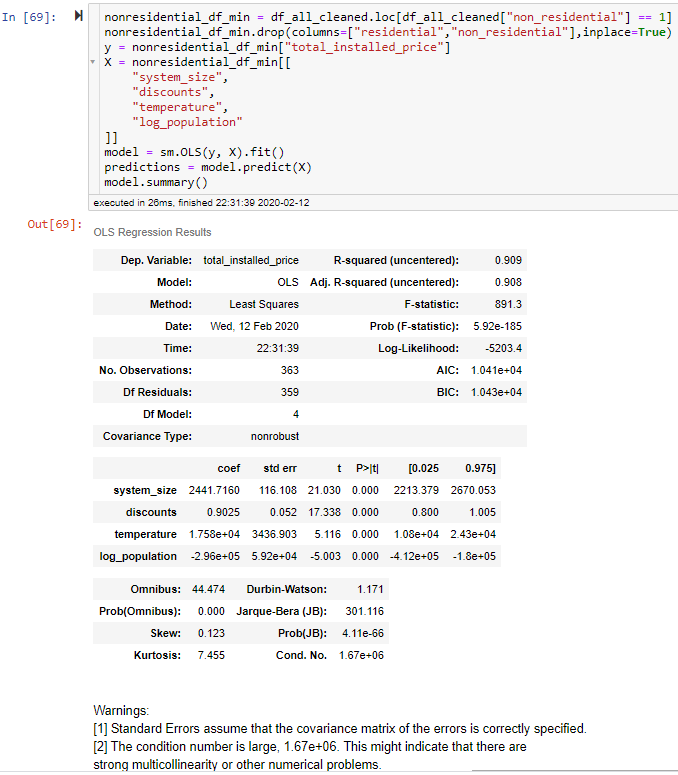 In [69]:
nonresidential_df_min = df_all_cleaned.loc[df_all_cleaned["non_residential"] == 1]
nonresidential_df_min.drop(columns=["residential","non_residential"],inplace=True)
y = nonresidential_df_min["total_installed_price"]
X = nonresidential_df_min[[
"system_size",
"discounts",
"temperature",
"log_population"
]]
model = sm.OLS(y, X).fit()
predictions = model.predict(X)
model.summary()
executed in 26ms, finished 22:31:39 2020-02-12
Out[69]:
OLS Regression Results
Dep. Variable: total_installed_price R-squared (uncentered): 0.909
Model: OLS Adj. R-squared (uncentered): 0.908
Method: Least Squares F-statistic: 891.3
Date: Wed, 12 Feb 2020 Prob (F-statistic): 5.92e-185
Time: 22:31:39 Log-Likelihood: -5203.4
No. Observations: 363 AIC: 1.041e+04
Df Residuals: 359 BIC: 1.043e+04
Df Model: 4
Covariance Type: nonrobust
coef std err t P>|t| [0.025 0.975]
system_size 2441.7160 116.108 21.030 0.000 2213.379 2670.053
discounts 0.9025 0.052 17.338 0.000 0.800 1.005
temperature 1.758e+04 3436.903 5.116 0.000 1.08e+04 2.43e+04
log_population -2.96e+05 5.92e+04 -5.003 0.000 -4.12e+05 -1.8e+05
Omnibus: 44.474 Durbin-Watson: 1.171
Prob(Omnibus): 0.000 Jarque-Bera (JB): 301.116
Skew: 0.123 Prob(JB): 4.11e-66
Kurtosis: 7.455 Cond. No. 1.67e+06
Warnings:
[1] Standard Errors assume that the covariance matrix of the errors is correctly specified.
[2] The condition number is large, 1.67e+06. This might indicate that there are
strong multicollinearity or other numerical problems.